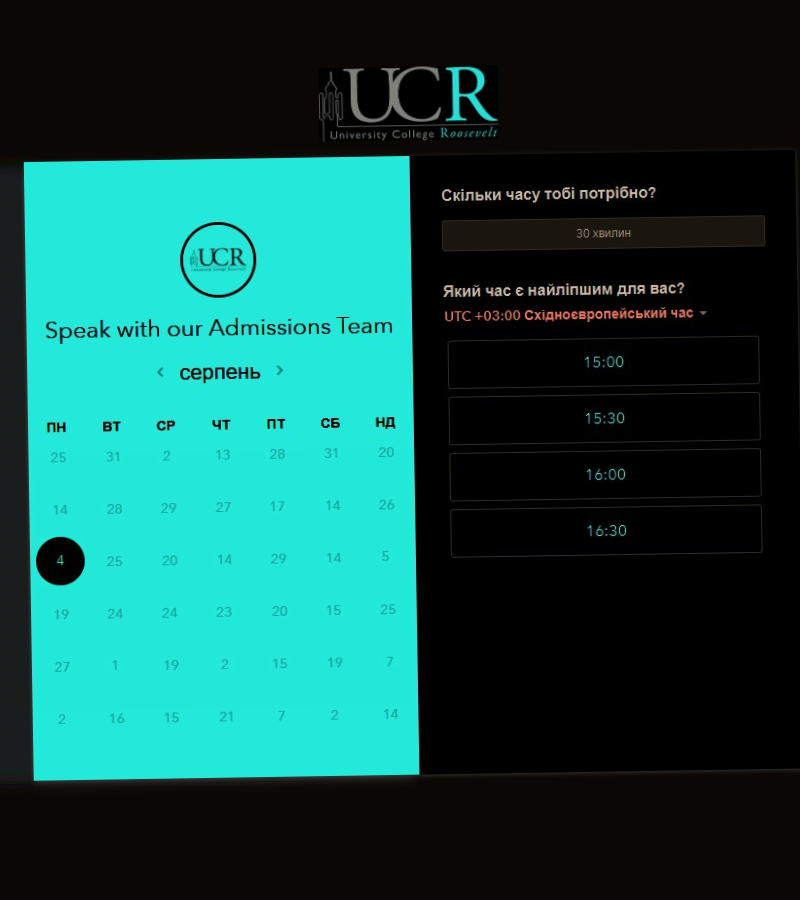 UCR
University College Roosevelt
UCR
Speak with our Admissions Team
серпень
ПН ВТ СР ЧТ ПТ СБ НД
25 31 2 13 28 31 20
14 28 29 27 17 14 26
4 25 20 14 29 14 5
19 24 24 23 20 15 25
27 1 19 2 15 19 7
2 16 15 21 7 2 14
Скільки часу тобі потрібно?
30 хвилин
Який час є найліпшим для вас?
UTC +03:00 Східноєвропейський час
15:00
15:30
16:00
16:30